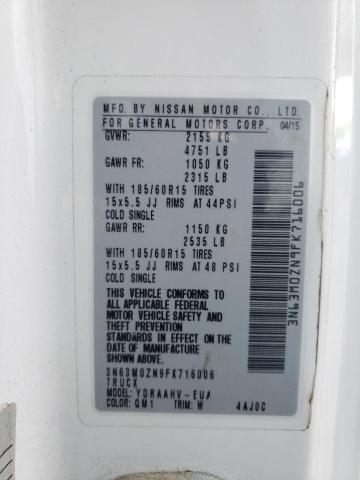 MFG. BY NISSAN MOTOR CO., LTD.
FOR GENERAL MOTORS CORP. 04/15
GVWR: 2155 KG
4751 LB
GAWR FR: 1050 KG
2315 LB
WITH 185/60R15 TIRES
15x5.5 JJ RIMS AT 44PSI
COLD SINGLE
GAWR RR: 1150 KG
2535 LB
WITH 185/60R15 TIRES
15x5.5 JJ RIMS AT 48 PSI
COLD SINGLE
THIS VEHICLE CONFORMS TO
ALL APPLICABLE FEDERAL
MOTOR VEHICLE SAFETY
STANDARDS IN EFFECT ON
THE DATE OF MANUFACTURE
SHOWN ABOVE.
3N63M0ZN9FK716006
TRUCK
MODEL: YDRAAHV-EUA
COLOR: QM1 TRIM: W 4AJ0C
3N63M0ZN9FK716006